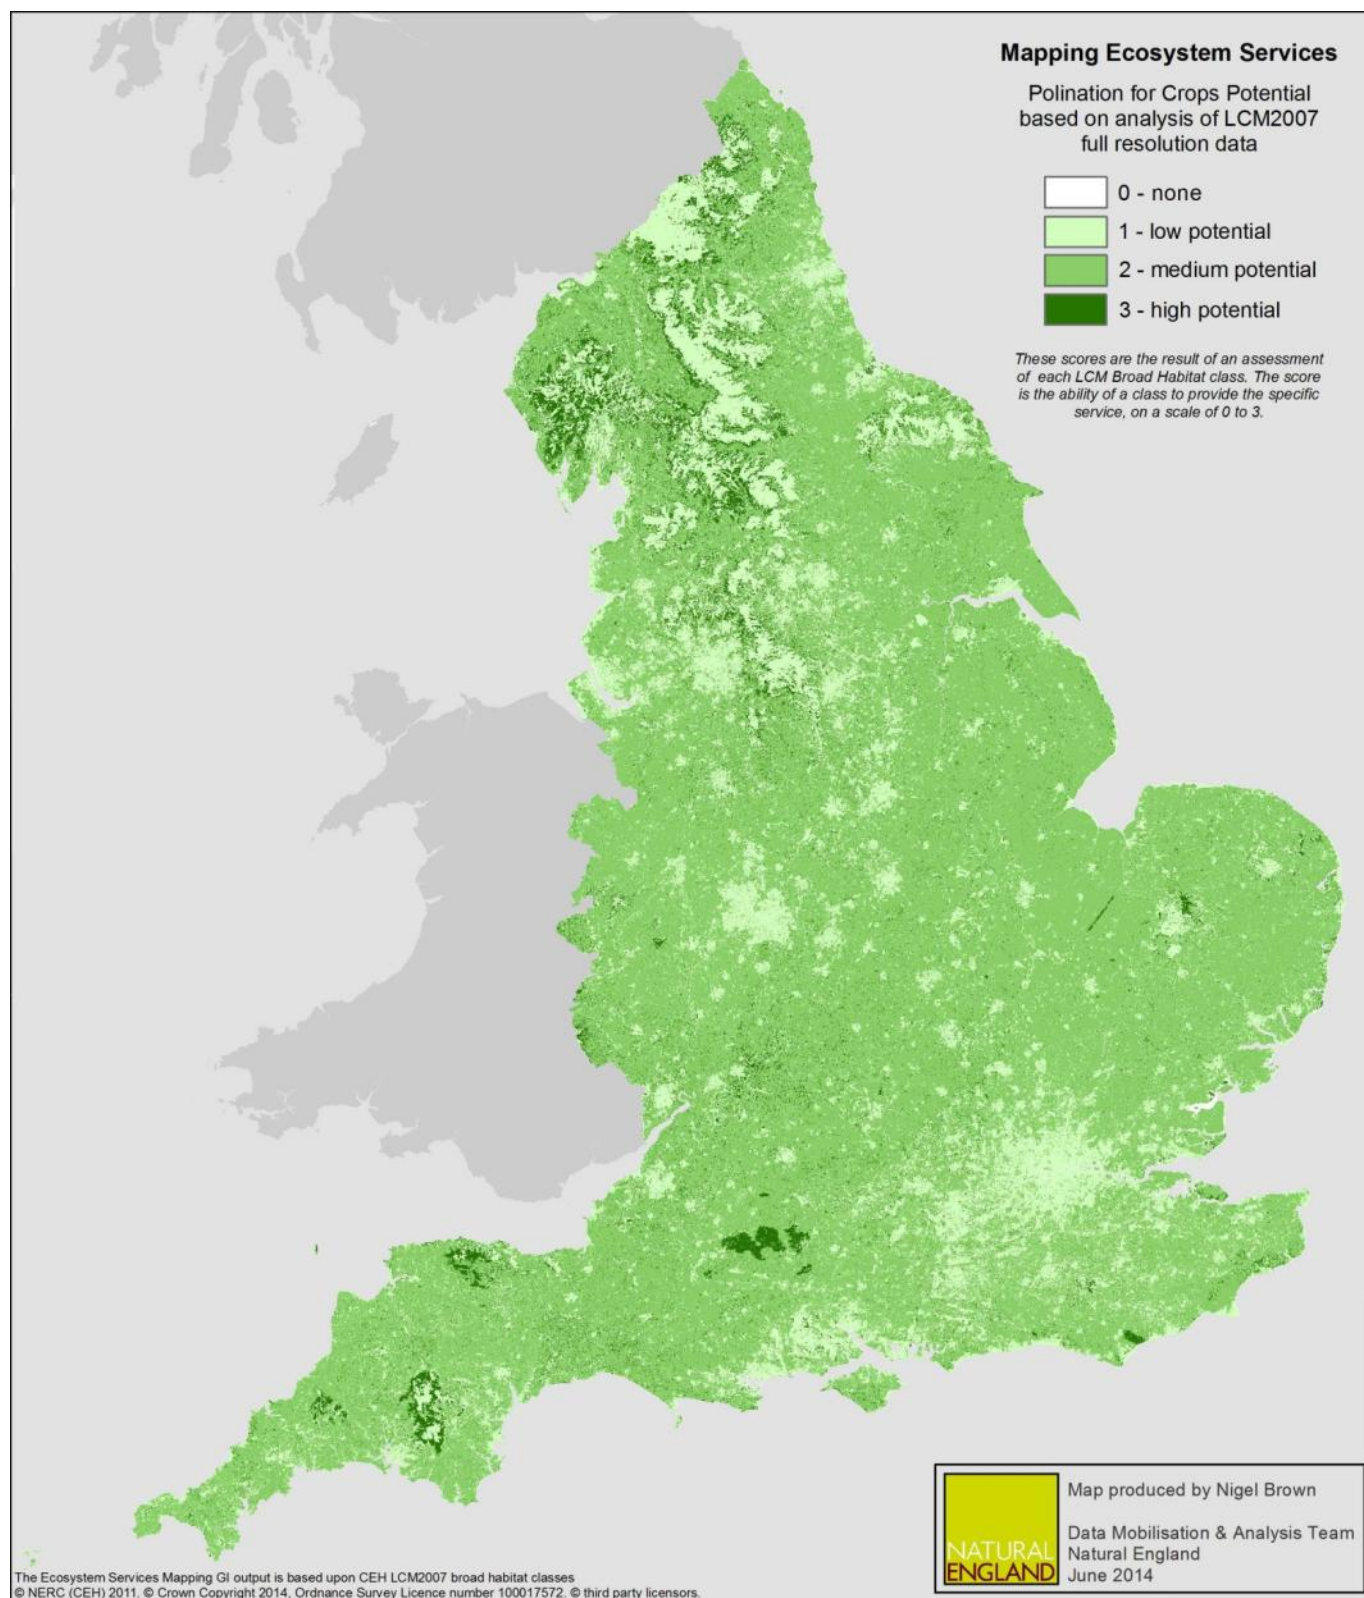 Mapping Ecosystem Services
Polination for Crops Potential
based on analysis of LCM2007
full resolution data
0 - none
1 - low potential
2 - medium potential
3 - high potential
These scores are the result of an assessment
of each LCM Broad Habitat class. The score
is the ability of a class to provide the specific
service, on a scale of 0 to 3.
NATURAL
ENGLAND
Map produced by Nigel Brown
Data Mobilisation & Analysis Team
Natural England
June 2014
The Ecosystem Services Mapping GI output is based upon CEH LCM2007 broad habitat classes
© NERC (CEH) 2011. © Crown Copyright 2014, Ordnance Survey Licence number 100017572. © third party licensors.